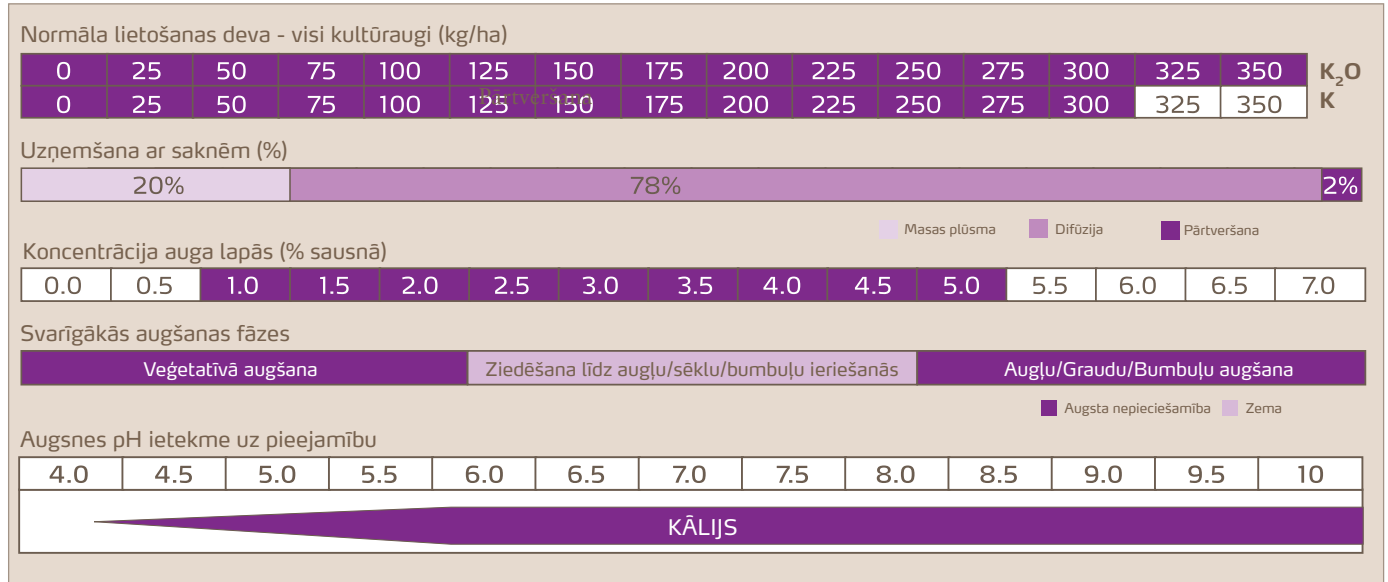 Normāla lietošanas deva - visi kultūraugi (kg/ha)
0 25 50 75 100 125 150 175 200 225 250 275 300 325 350 K₂O
Pārtveršana
0 25 50 75 100 125 150 175 200 225 250 275 300 325 350 K
Uzņemšana ar saknēm (%)
20% 78% 2%
Masas plūsma Difūzija Pārtveršana
Koncentrācija auga lapās (% sausnā)
0.0 0.5 1.0 1.5 2.0 2.5 3.0 3.5 4.0 4.5 5.0 5.5 6.0 6.5 7.0
Svarīgākās augšanas fāzes
Veģetatīvā augšana Ziedēšana līdz augļu/sēklu/bumbuļu ieriešanās Augļu/Graudu/Bumbuļu augšana
Augsta nepieciešamība Zema
Augsnes pH ietekme uz pieejamību
4.0 4.5 5.0 5.5 6.0 6.5 7.0 7.5 8.0 8.5 9.0 9.5 10
KĀLIJS